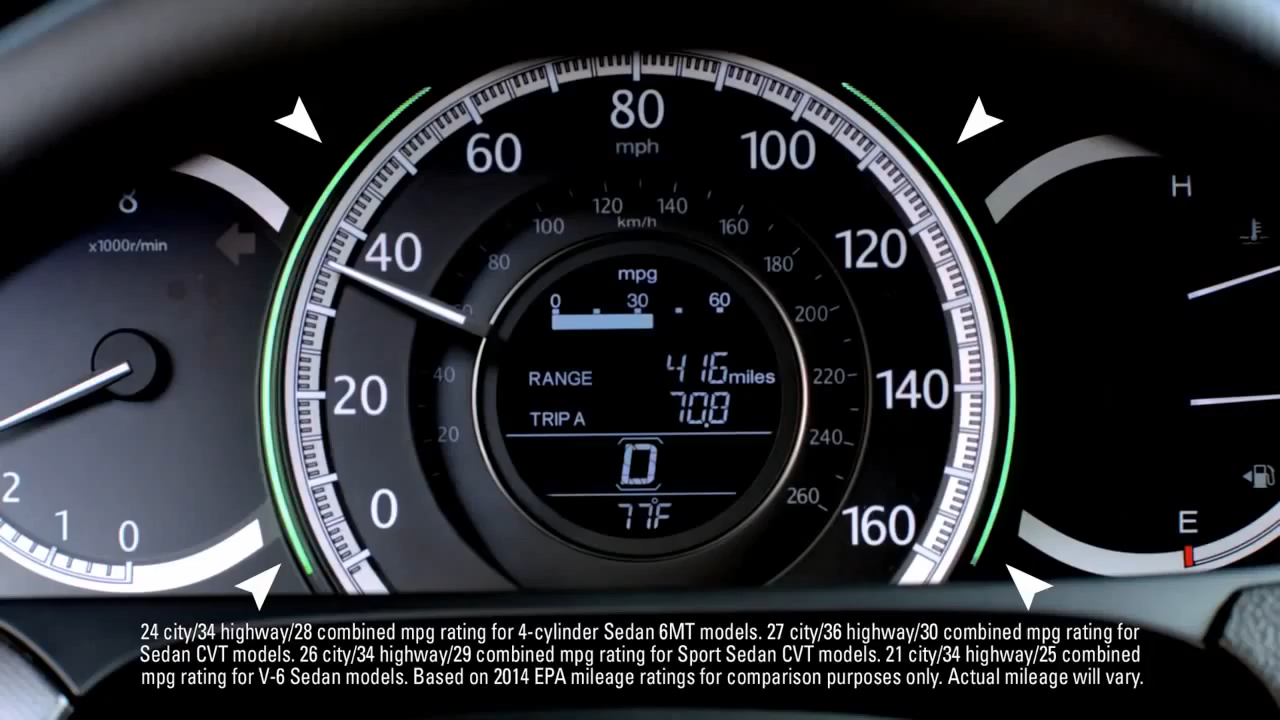 80
mph
60
100
120 140
km/h
100
160
x1000r/min
H
40
120
80
180
mpg
0 30 60
200
RANGE 416 miles
40
220
20
140
TRIP A 70.8
20
240
D
2
1
0
0
260
160
77°F
E
24 city/34 highway/28 combined mpg rating for 4-cylinder Sedan 6MT models. 27 city/36 highway/30 combined mpg rating for
Sedan CVT models. 26 city/34 highway/29 combined mpg rating for Sport Sedan CVT models. 21 city/34 highway/25 combined
mpg rating for V-6 Sedan models. Based on 2014 EPA mileage ratings for comparison purposes only. Actual mileage will vary.